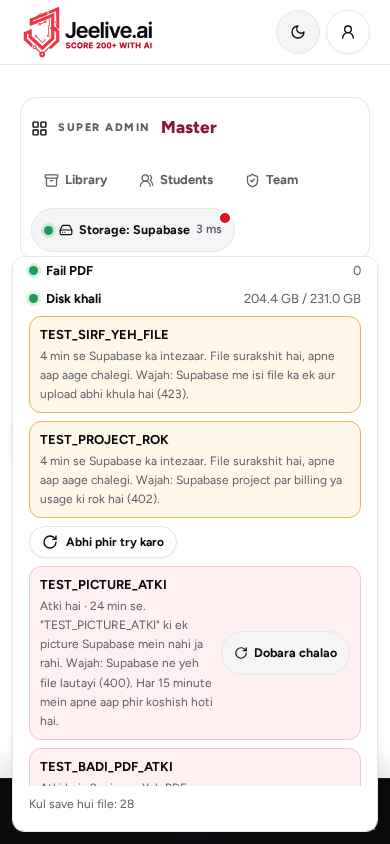 Jeelive.ai
SCORE 200+ WITH AI
SUPER ADMIN Master
Library Students Team
Storage: Supabase 3 ms
Fail PDF 0
Disk khali 204.4 GB / 231.0 GB
TEST_SIRF_YEH_FILE
4 min se Supabase ka intezaar. File surakshit hai, apne
aap aage chalegi. Wajah: Supabase me isi file ka ek aur
upload abhi khula hai (423).
TEST_PROJECT_ROK
4 min se Supabase ka intezaar. File surakshit hai, apne
aap aage chalegi. Wajah: Supabase project par billing ya
usage ki rok hai (402).
Abhi phir try karo
TEST_PICTURE_ATKI
Atki hai · 24 min se.
"TEST_PICTURE_ATKI" ki ek
picture Supabase mein nahi ja
rahi. Wajah: Supabase ne yeh
file lautayi (400). Har 15 minute
mein apne aap phir koshish hoti
hai.
Dobara chalao
TEST_BADI_PDF_ATKI
Kul save hui file: 28